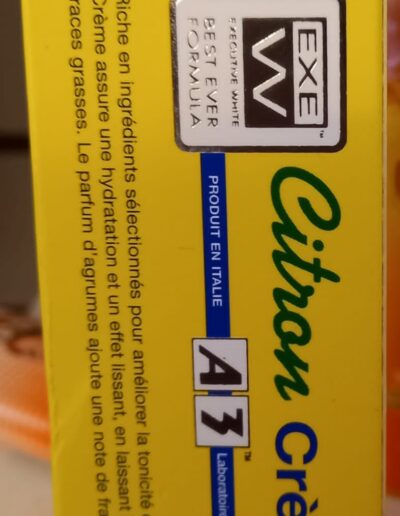 EXE
W
EXECUTIVE WHITE
BEST EVER
FORMULA
Citron Crè
PRODUIT EN ITALIE
A3™
Laboratoir
Riche en ingrédients sélectionnés pour améliorer la tonicité
Crème assure une hydratation et un effet lissant, en laissant
traces grasses. Le parfum d'agrumes ajoute une note de fra